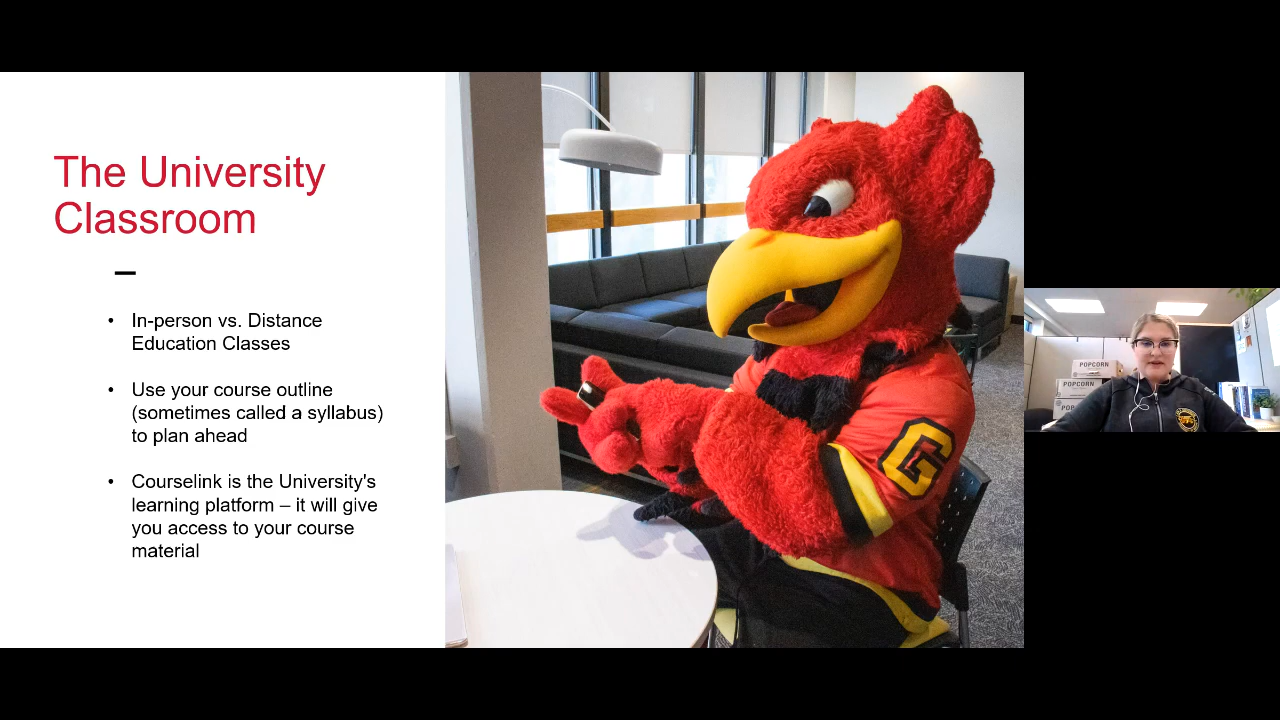 The University
Classroom
In-person vs. Distance
Education Classes
Use your course outline
(sometimes called a syllabus)
to plan ahead
Courselink is the University's
learning platform – it will give
you access to your course
material
G
POPCORN
POPCORN